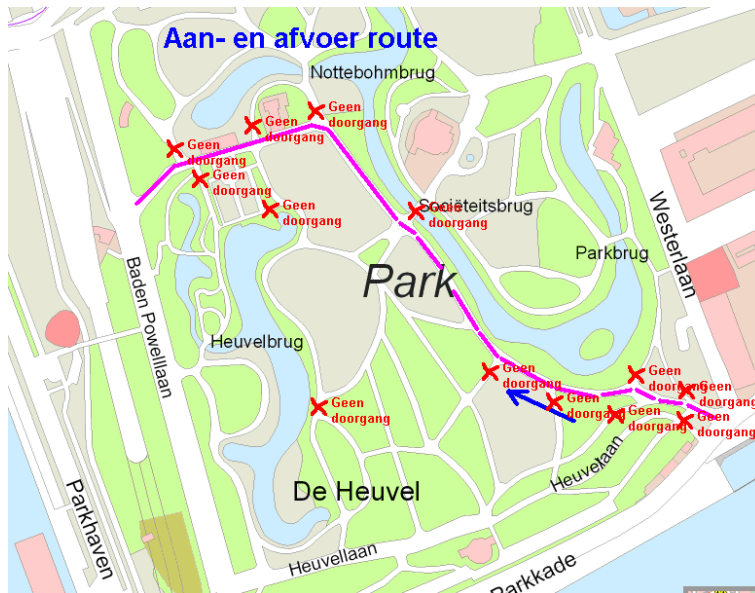 Aan- en afvoer route
Nottebohmbrug
Geen
doorgang
Geen
doorgang
Geen
doorgang
Geen
doorgang
Geen
doorgang
Sociëteitsbrug
Geen
doorgang
Westerlaan
Parkbrug
Baden Powelllaan
Park
Heuvelbrug
Geen
doorgang
Geen
doorgang
Geen
doorgang
Geen
doorgang
Geen
doorgang
Geen
doorgang
Geen
doorgang
Heuvellaan
De Heuvel
Parkhaven
Heuvellaan
Parkkade